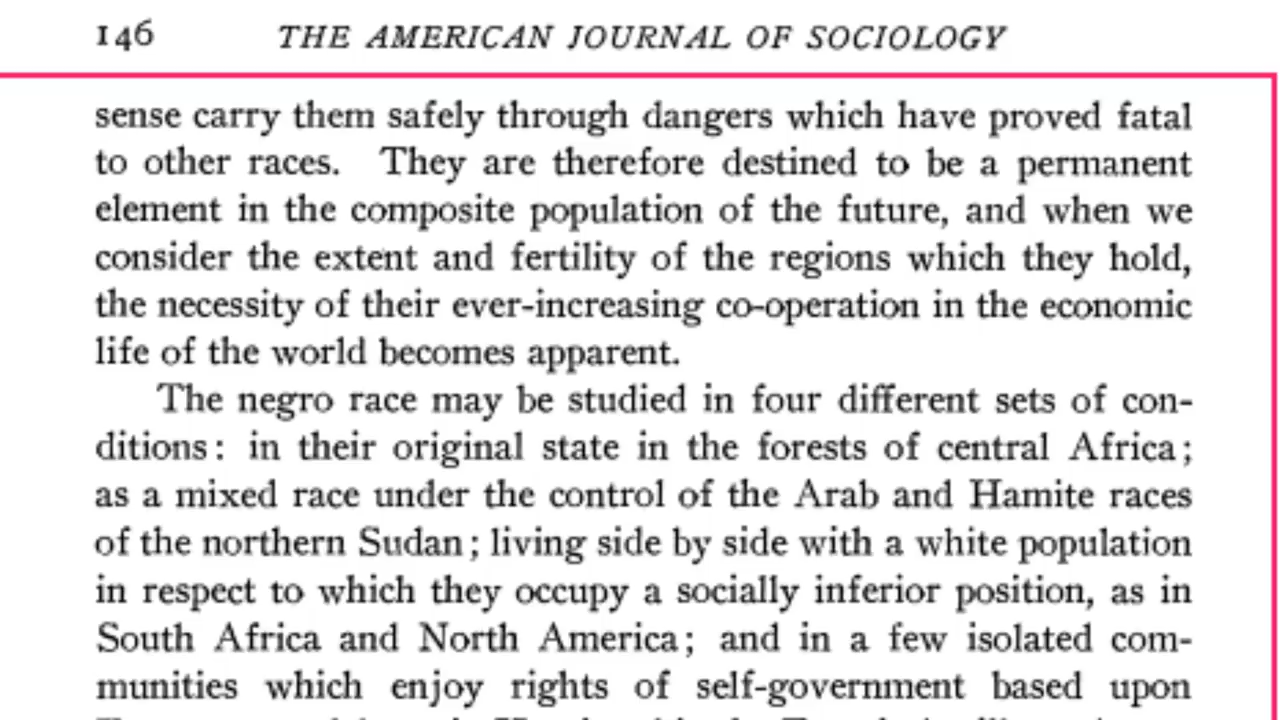 146 THE AMERICAN JOURNAL OF SOCIOLOGY
sense carry them safely through dangers which have proved fatal
to other races. They are therefore destined to be a permanent
element in the composite population of the future, and when we
consider the extent and fertility of the regions which they hold,
the necessity of their ever-increasing co-operation in the economic
life of the world becomes apparent.
The negro race may be studied in four different sets of con-
ditions: in their original state in the forests of central Africa;
as a mixed race under the control of the Arab and Hamite races
of the northern Sudan; living side by side with a white population
in respect to which they occupy a socially inferior position, as in
South Africa and North America; and in a few isolated com-
munities which enjoy rights of self-government based upon